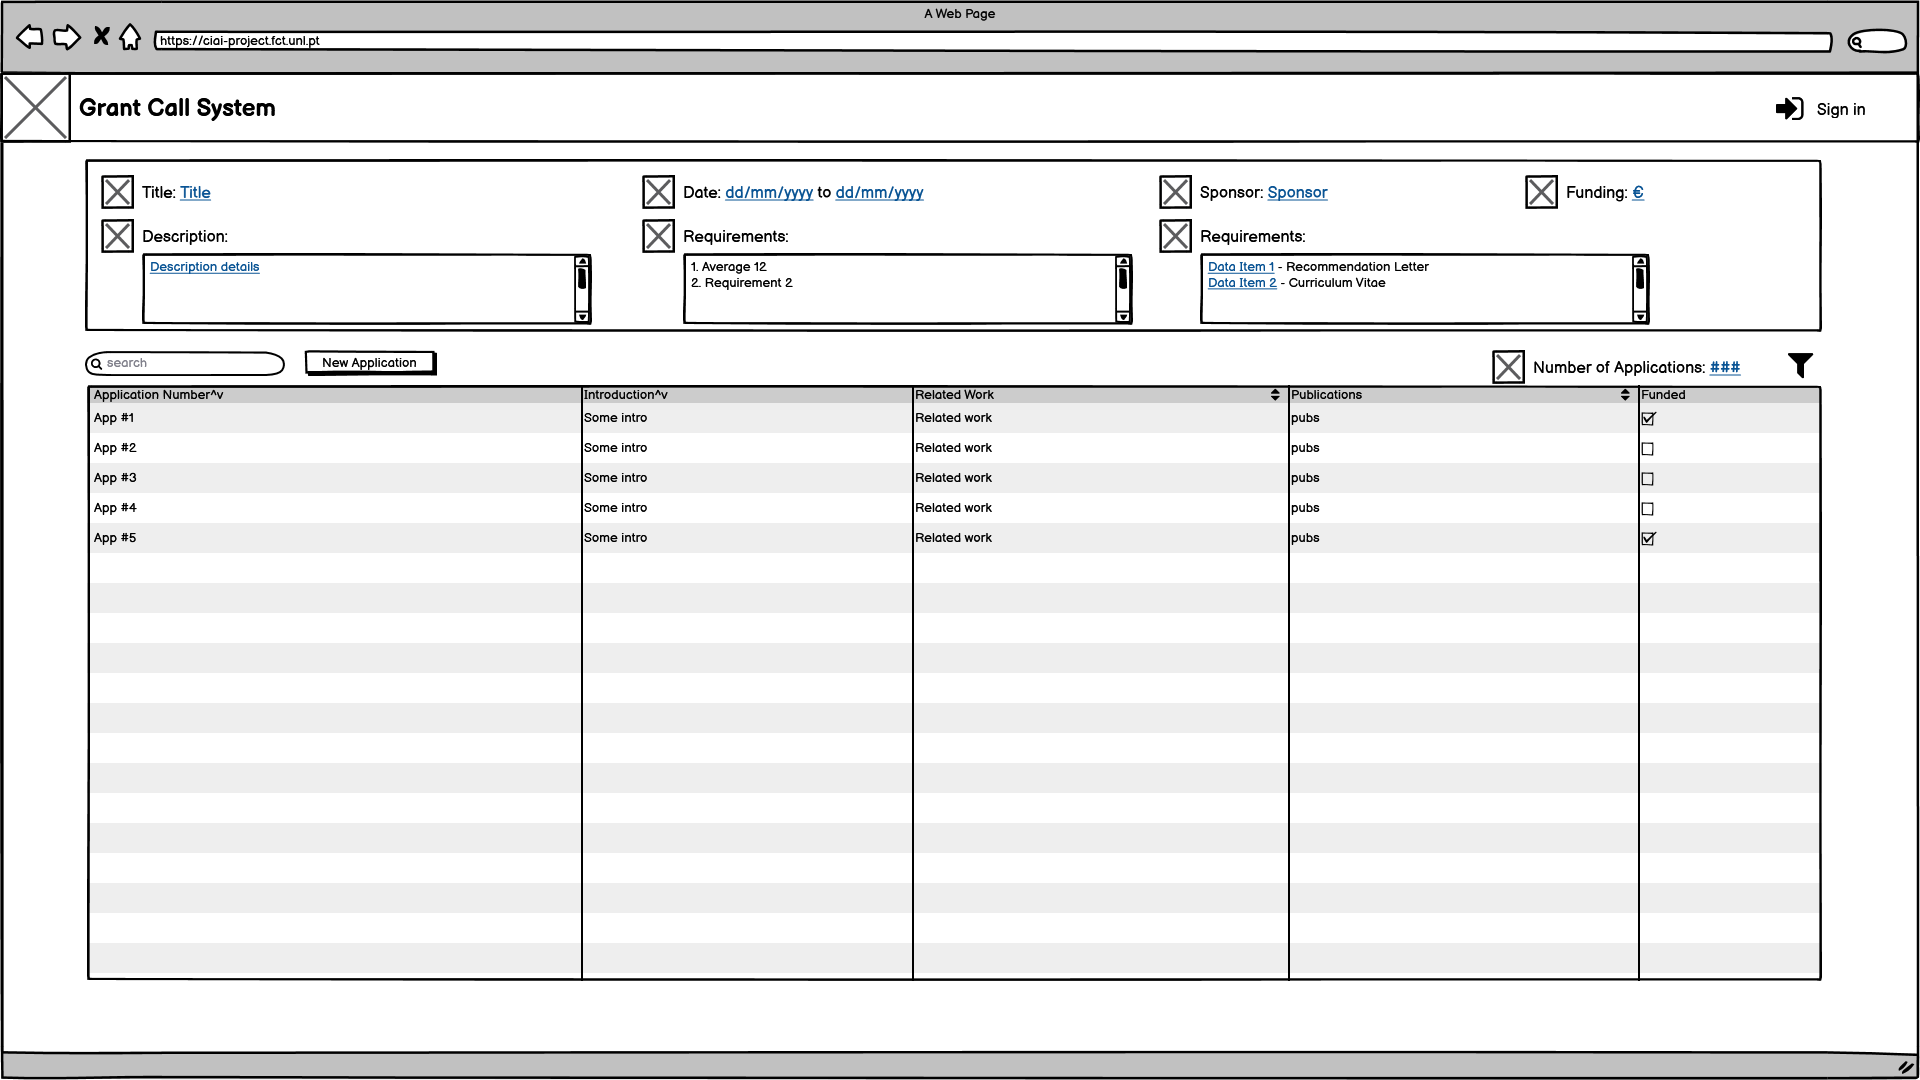 A Web Page
https://ciai-project.fct.unl.pt
Grant Call System
Sign in
Title: Title
Date: dd/mm/yyyy to dd/mm/yyyy
Sponsor: Sponsor
Funding: €
Description:
Description details
Requirements:
1. Average 12
2. Requirement 2
Requirements:
Data Item 1 - Recommendation Letter
Data Item 2 - Curriculum Vitae
search
New Application
Number of Applications: ###
Application Number^v Introduction^v Related Work Publications Funded
App #1 Some intro Related work pubs
App #2 Some intro Related work pubs
App #3 Some intro Related work pubs
App #4 Some intro Related work pubs
App #5 Some intro Related work pubs